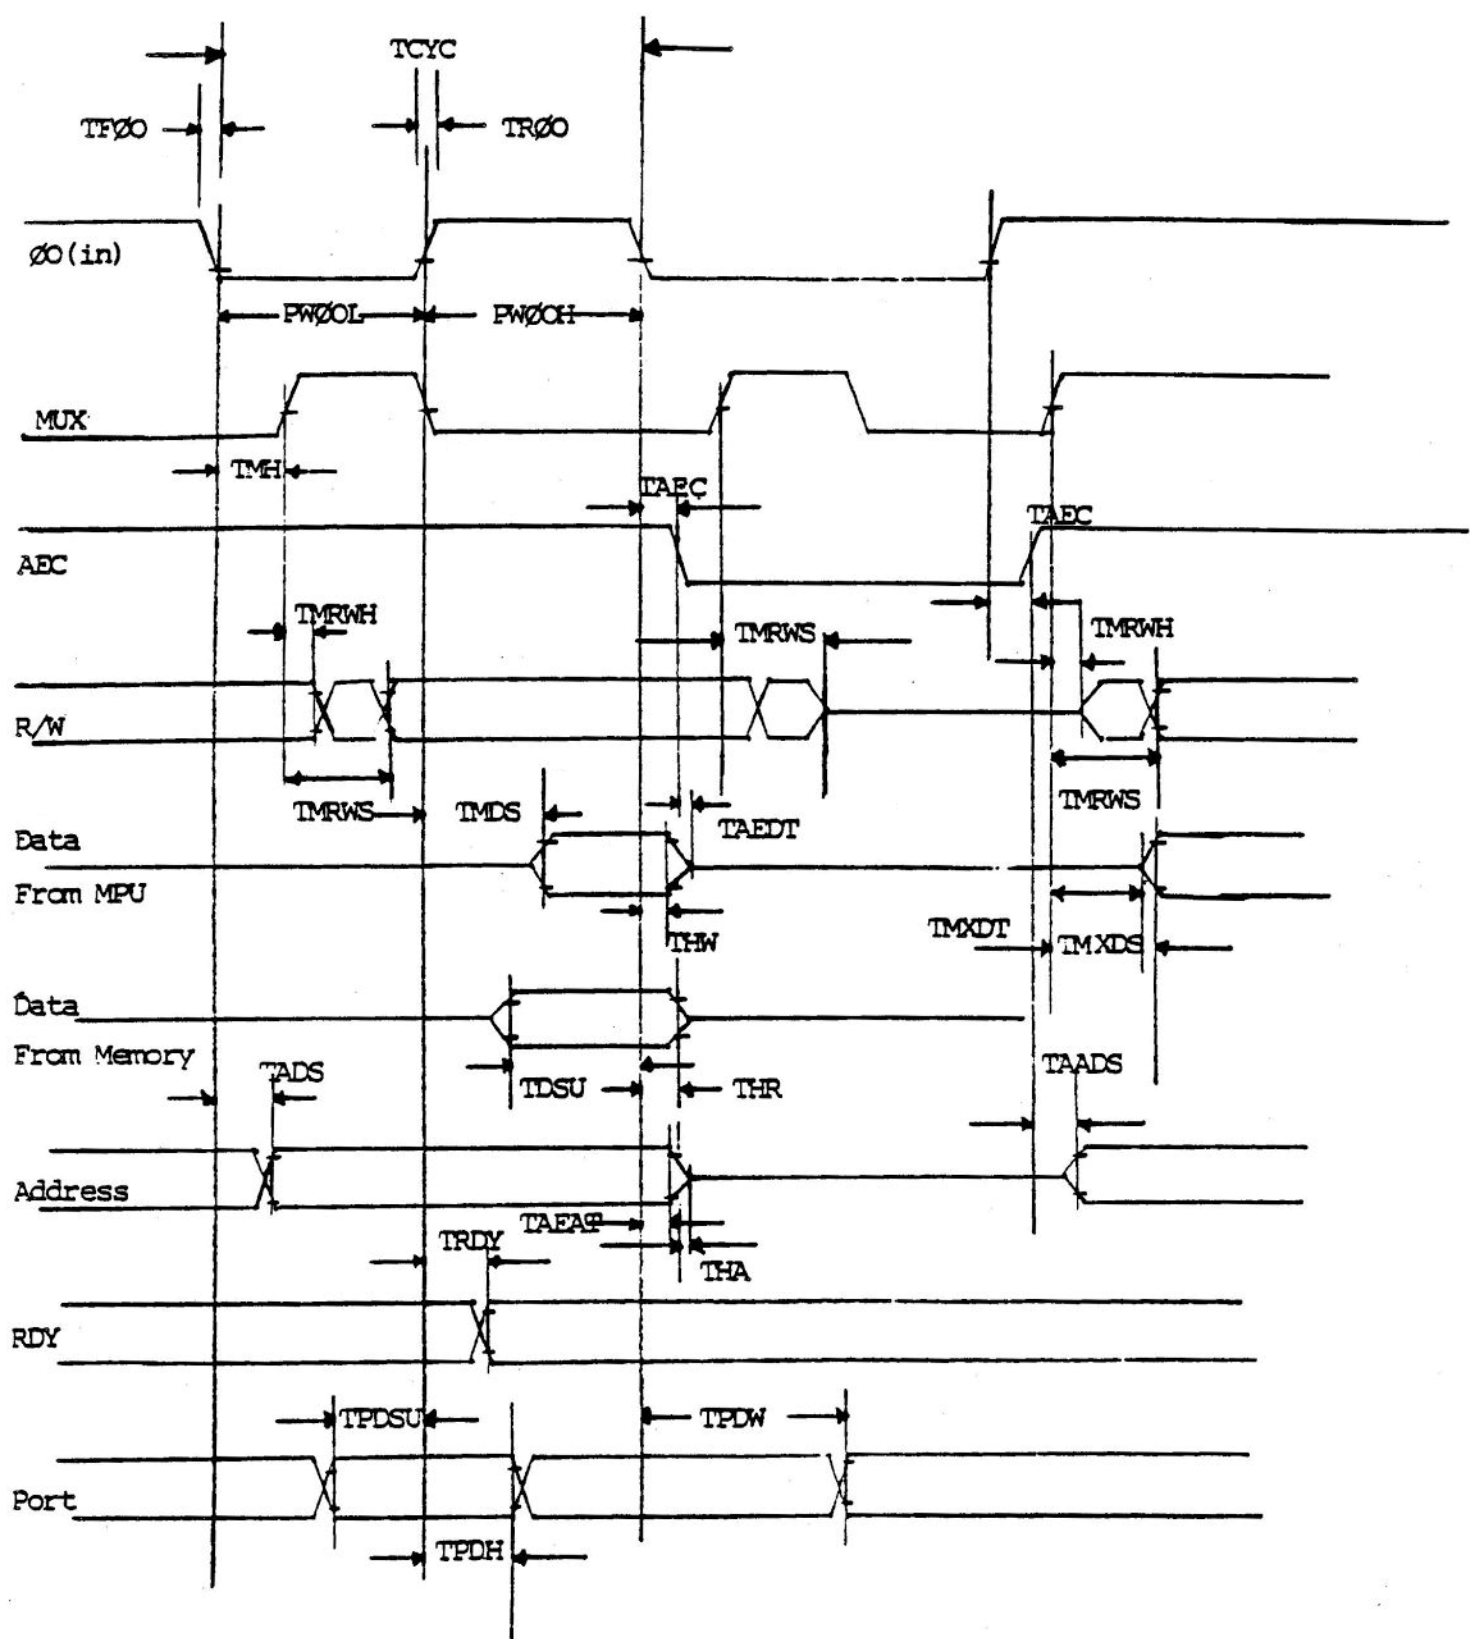 TCYC
TFØO
TRØO
ØO(in)
PWØOL
PWØOH
MUX
TMH
TAEC
TAEC
AEC
TMRWH
TMRWS
TMRWH
R/W
TMRWS
TMDS
TAEDT
TMRWS
Data
From MPU
THW
TMXDT
TMXDS
Data
From Memory
TADS
TDSU
THR
TAADS
Address
TAEAT
TRDY
THA
RDY
TPDSU
TPDW
Port
TPDH